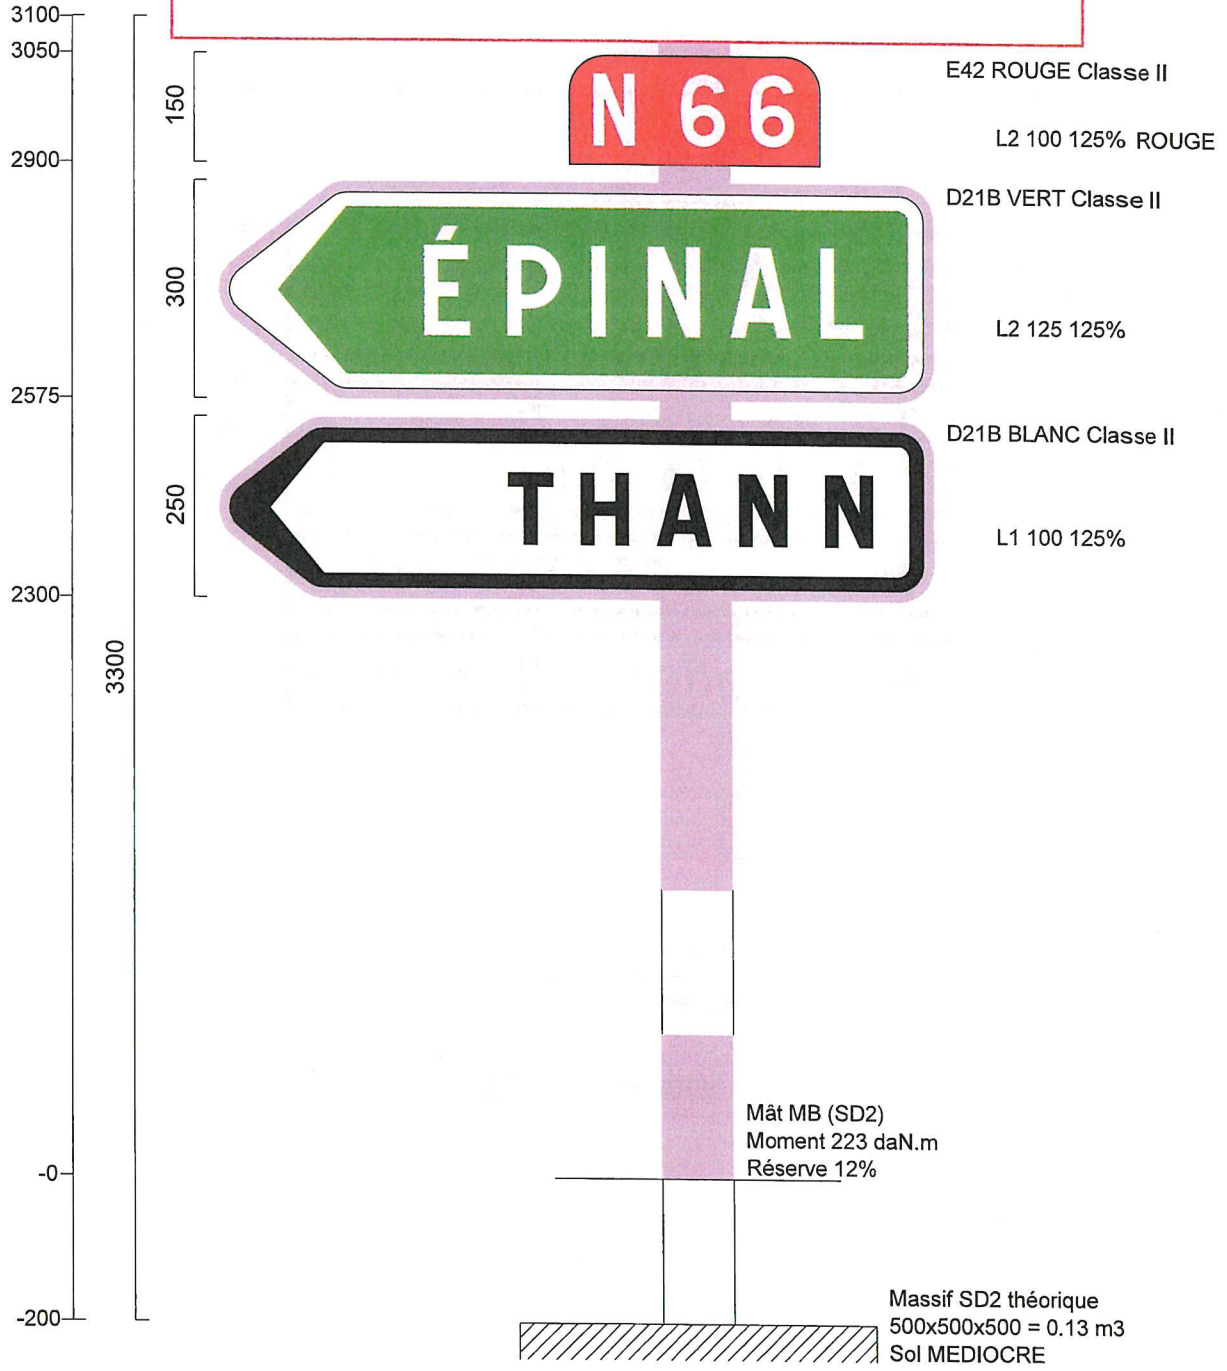 3100
3050
150
E42 ROUGE Classe II
N 66
L2 100 125% ROUGE
2900
D21B VERT Classe II
300
ÉPINAL
L2 125 125%
2575
D21B BLANC Classe II
250
THANN
L1 100 125%
2300
3300
Mât MB (SD2)
Moment 223 daN.m
Réserve 12%
-0
-200
Massif SD2 théorique
500x500x500 = 0.13 m3
Sol MEDIOCRE